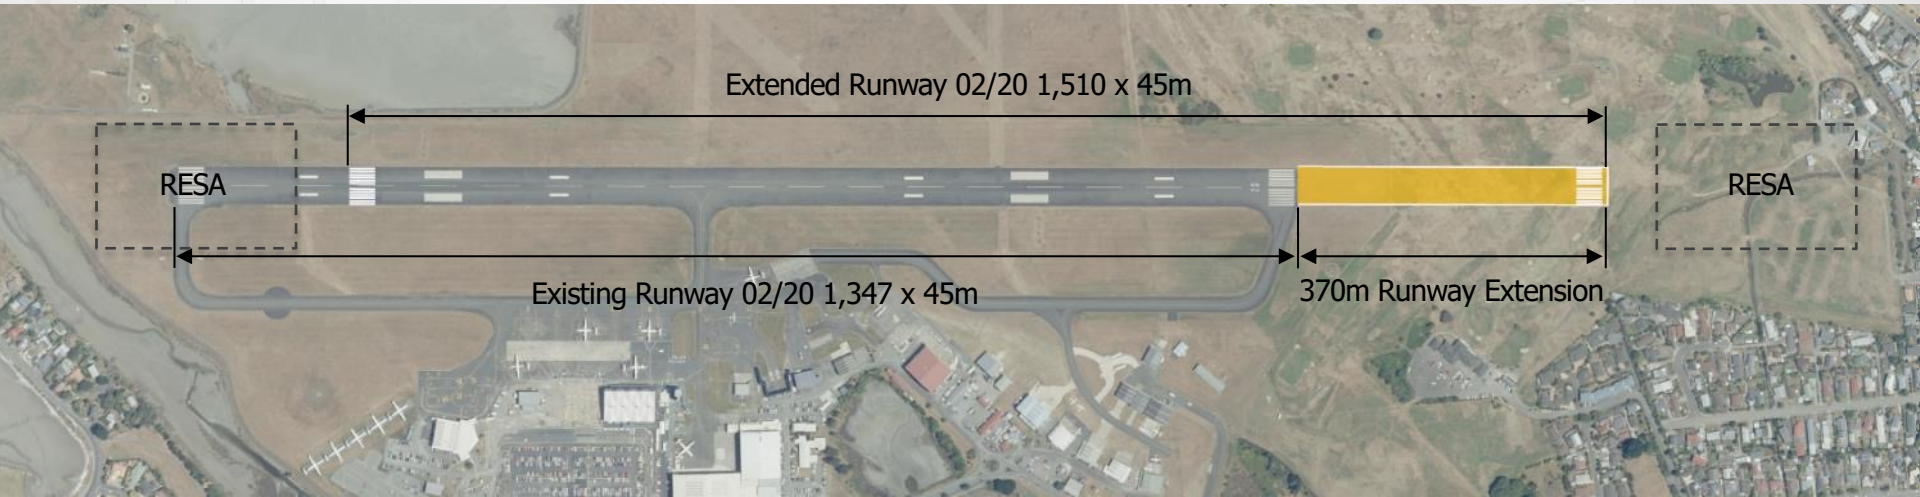 Extended Runway 02/20 1,510 x 45m
RESA
RESA
Existing Runway 02/20 1,347 x 45m
370m Runway Extension